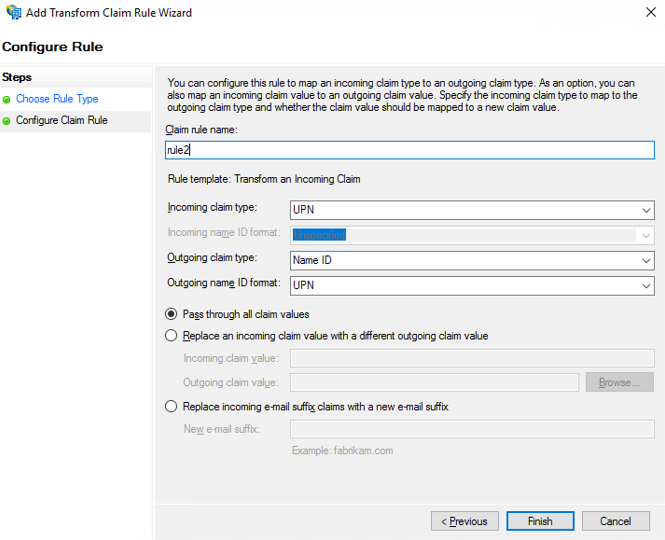 Add Transform Claim Rule Wizard
Configure Rule
Steps
Choose Rule Type
Configure Claim Rule
You can configure this rule to map an incoming claim type to an outgoing claim type. As an option, you can
also map an incoming claim value to an outgoing claim value. Specify the incoming claim type to map to the
outgoing claim type and whether the claim value should be mapped to a new claim value.
Claim rule name:
rule2
Rule template: Transform an Incoming Claim
Incoming claim type:
UPN
Incoming name ID format:
Unspecified
Outgoing claim type:
Name ID
Outgoing name ID format:
UPN
Pass through all claim values
Replace an incoming claim value with a different outgoing claim value
Incoming claim value:
Outgoing claim value:
Browse...
Replace incoming e-mail suffix claims with a new e-mail suffix
New e-mail suffix:
Example: fabrikam.com
< Previous
Finish
Cancel